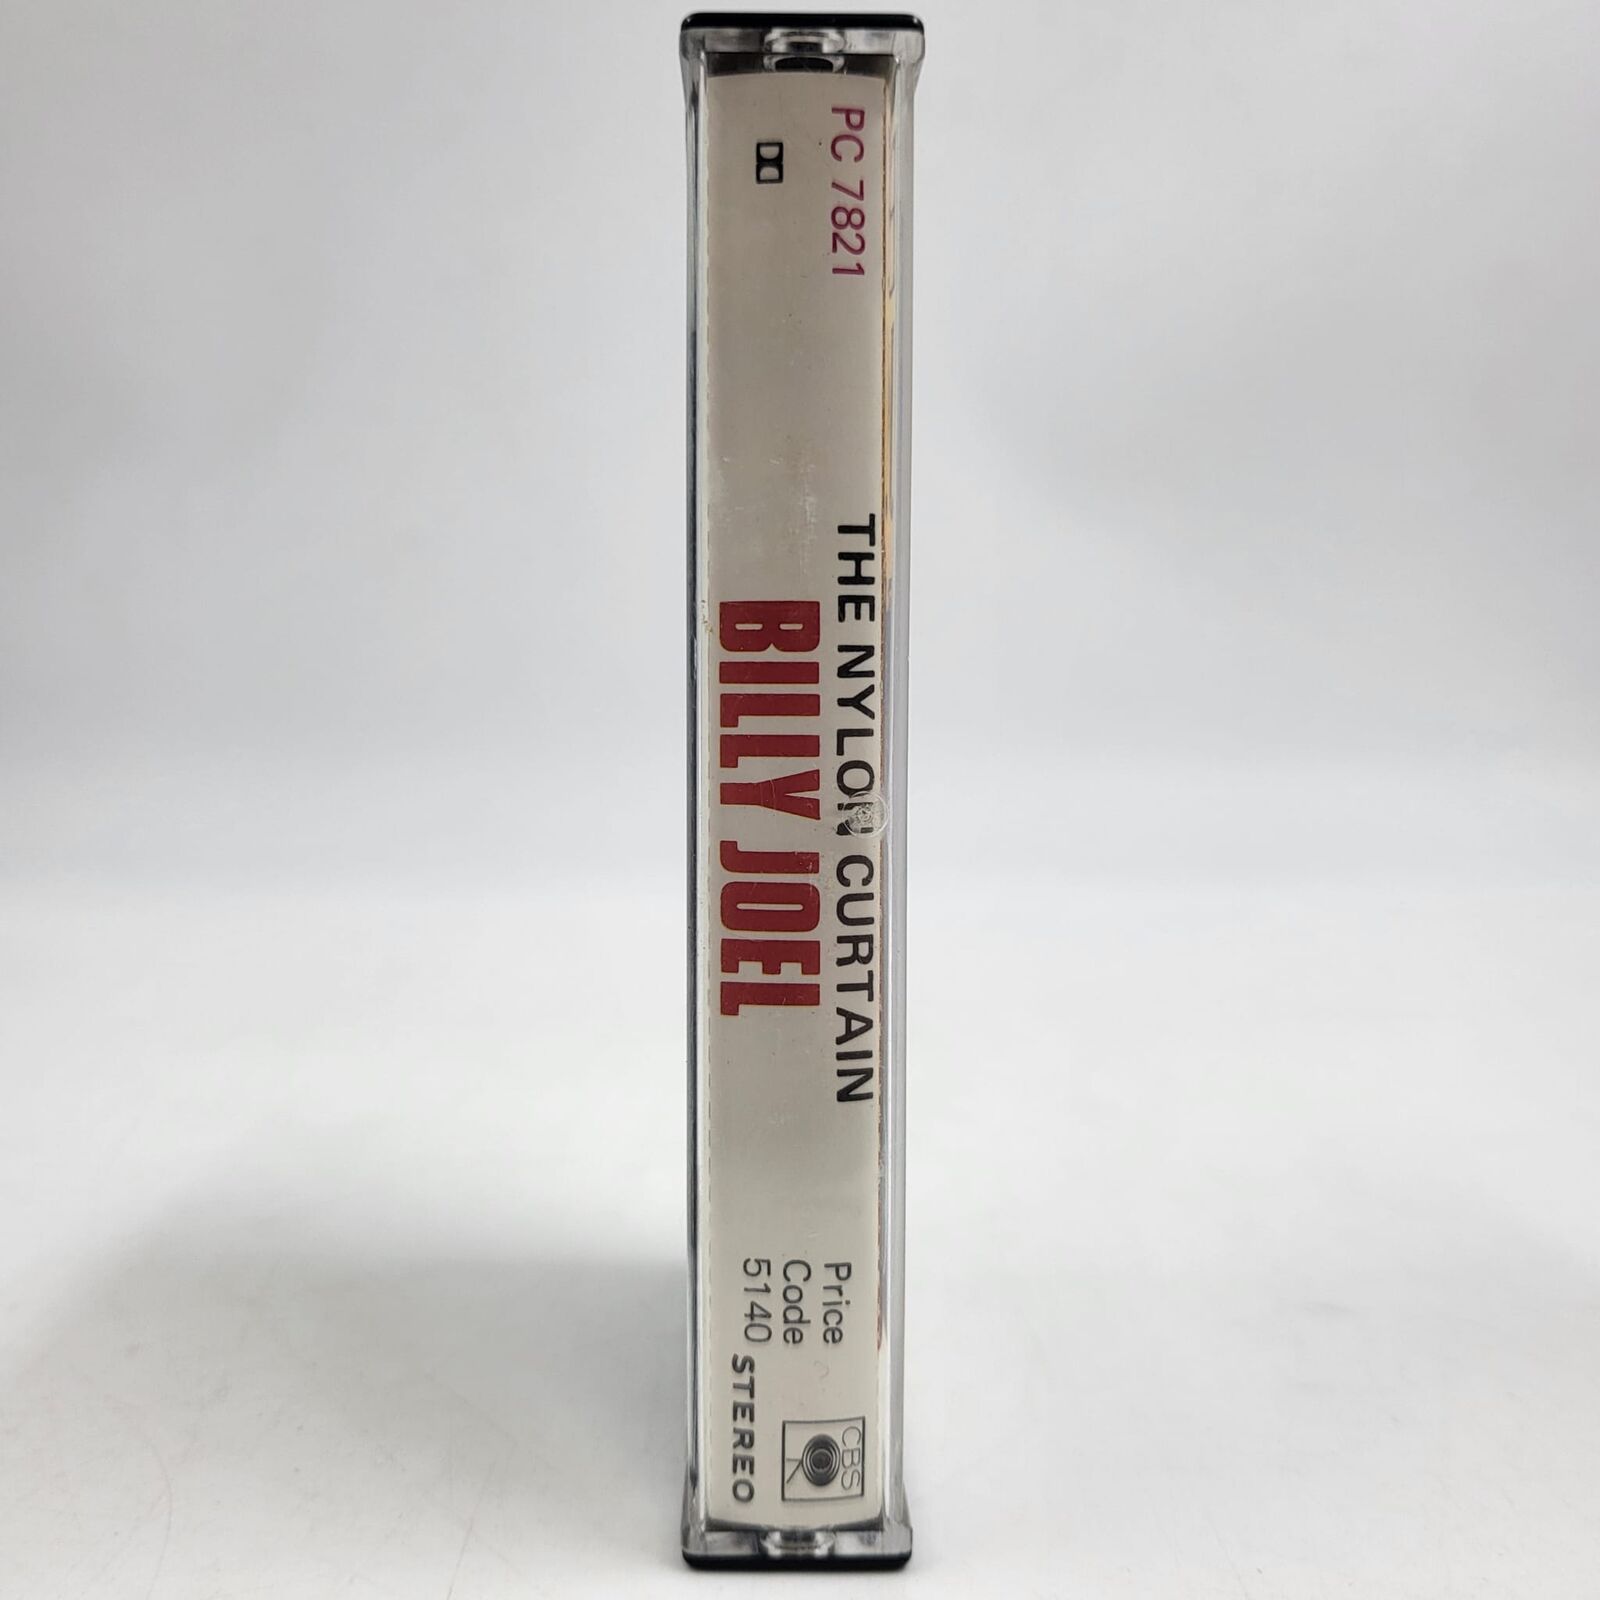 PC 7821
THE NYLON CURTAIN
BILLY JOEL
Price
Code
5140
STEREO
CBS